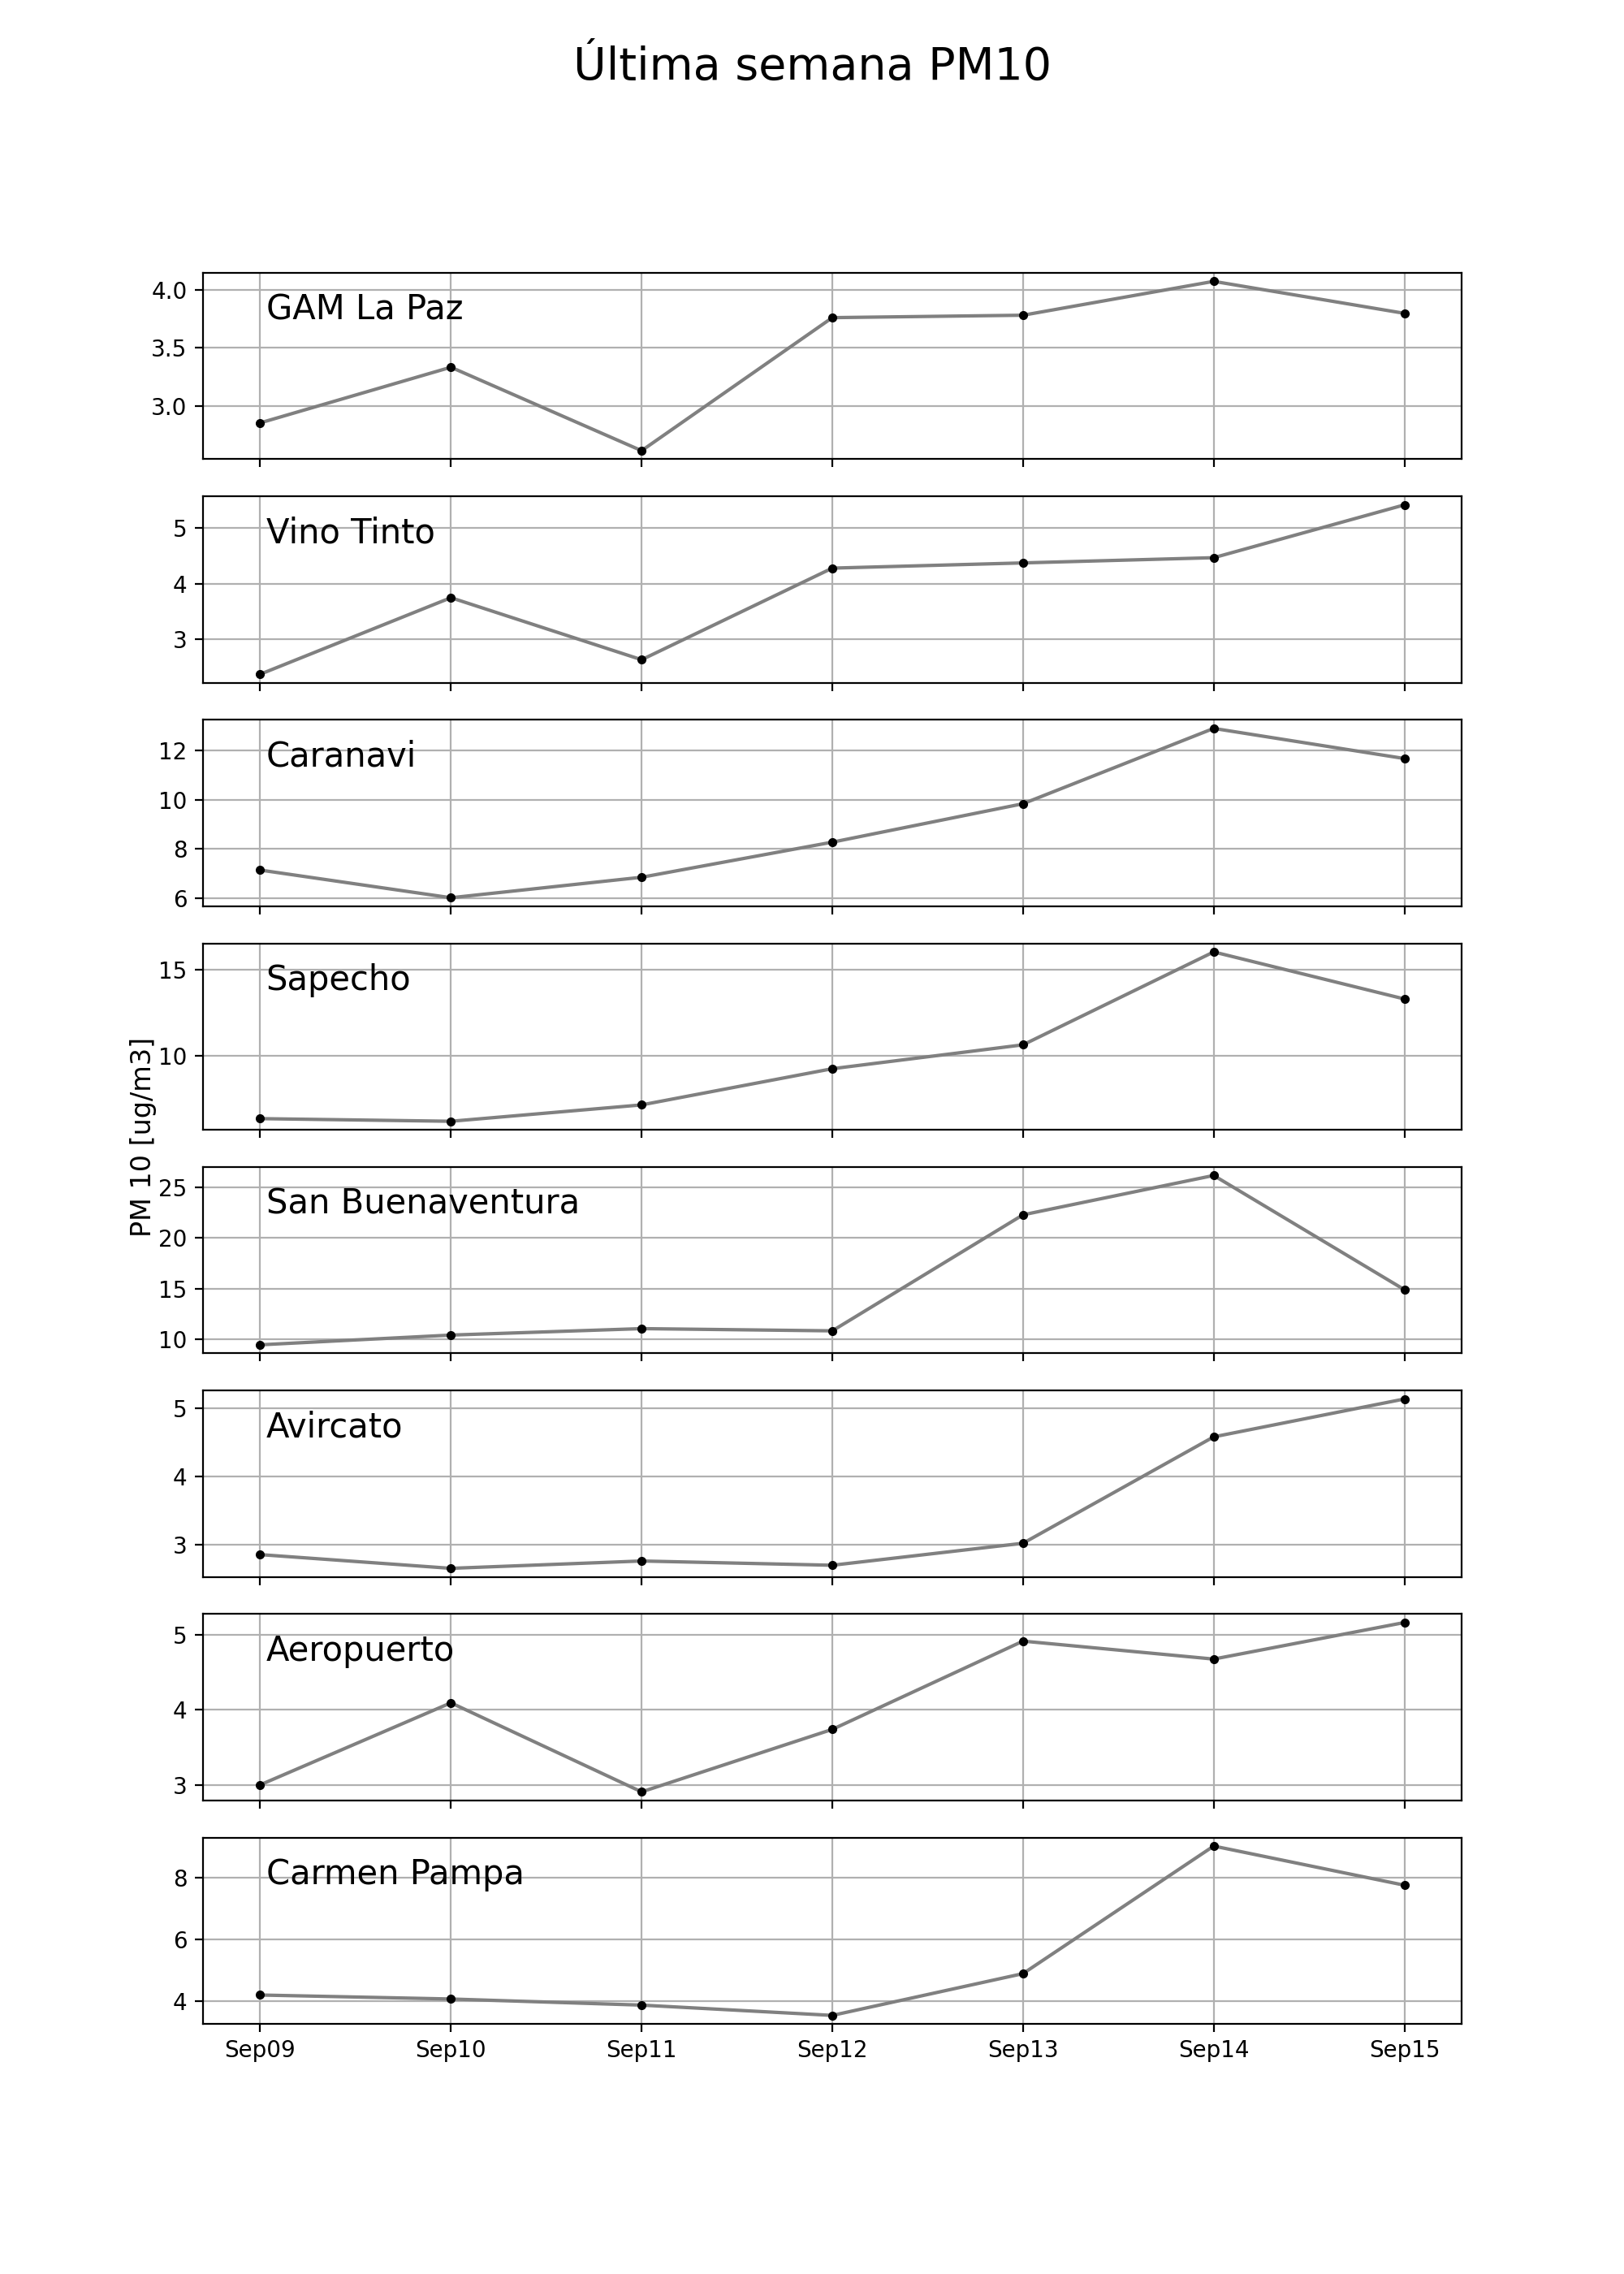 Última semana PM10
GAM La Paz
4.0
3.5
3.0
Vino Tinto
5
4
3
Caranavi
12
10
8
6
Sapecho
15
10
PM 10 [ug/m3]
San Buenaventura
25
20
15
10
Avircato
5
4
3
Aeropuerto
5
4
3
Carmen Pampa
8
6
4
Sep09 Sep10 Sep11 Sep12 Sep13 Sep14 Sep15